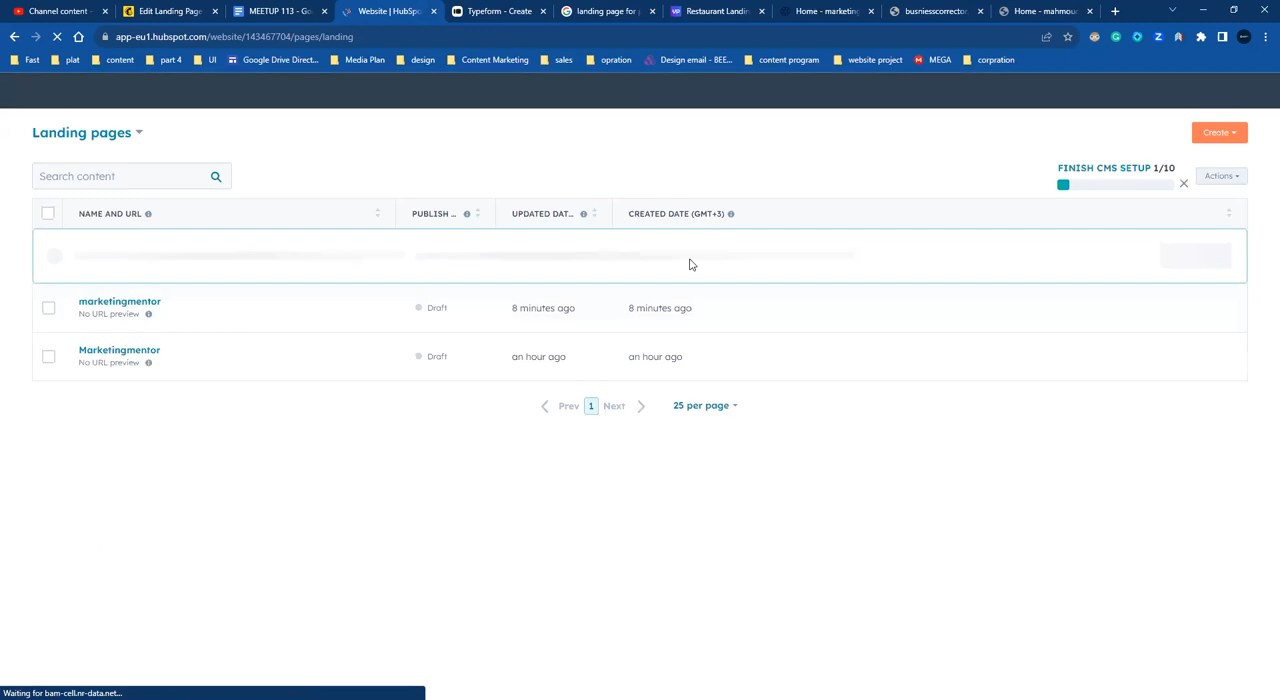 Channel content -
Edit Landing Page
MEETUP 113 - Go
Website | HubSpo
Typeform - Create
landing page for
Restaurant Landin
Home - marketing
busniesscorrector
Home - mahmou
app-eu1.hubspot.com/website/143467704/pages/landing
Fast
plat
content
part 4
UI
Google Drive Direct...
Media Plan
design
Content Marketing
sales
opration
Design email - BEE...
content program
website project
MEGA
corpration
Landing pages
Create
Search content
FINISH CMS SETUP 1/10
Actions
NAME AND URL
PUBLISH ...
UPDATED DAT...
CREATED DATE (GMT+3)
marketingmentor
No URL preview
Draft
8 minutes ago
8 minutes ago
Marketingmentor
No URL preview
Draft
an hour ago
an hour ago
Prev 1 Next
25 per page
Waiting for bam-cell.nr-data.net...